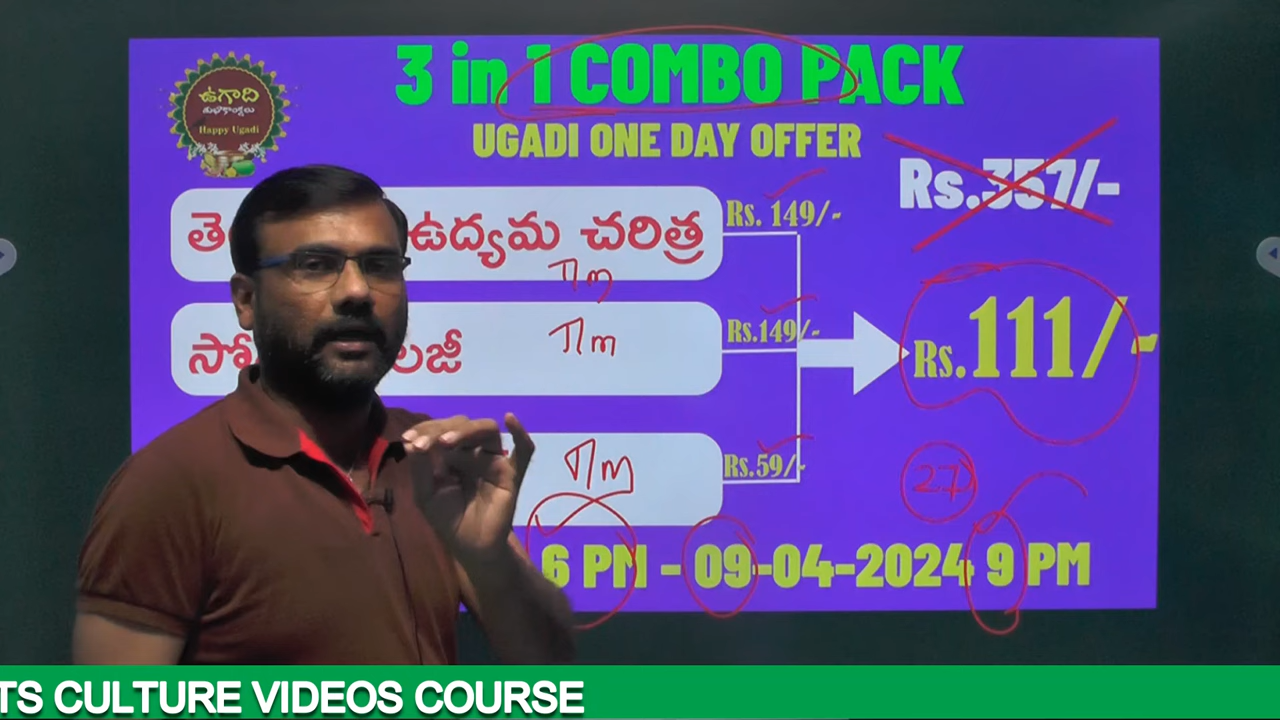 3 in 1 COMBO PACK
ఉగాది
శుభాకాంక్షలు
Happy Ugadi
UGADI ONE DAY OFFER
Rs.357/-
ఉద్యమ చరిత్ర
Rs. 149/-
TM
TM
Rs.149/-
Rs.111/-
TM
Rs.59/-
27
6 PM - 09-04-2024 9 PM
TS CULTURE VIDEOS COURSE